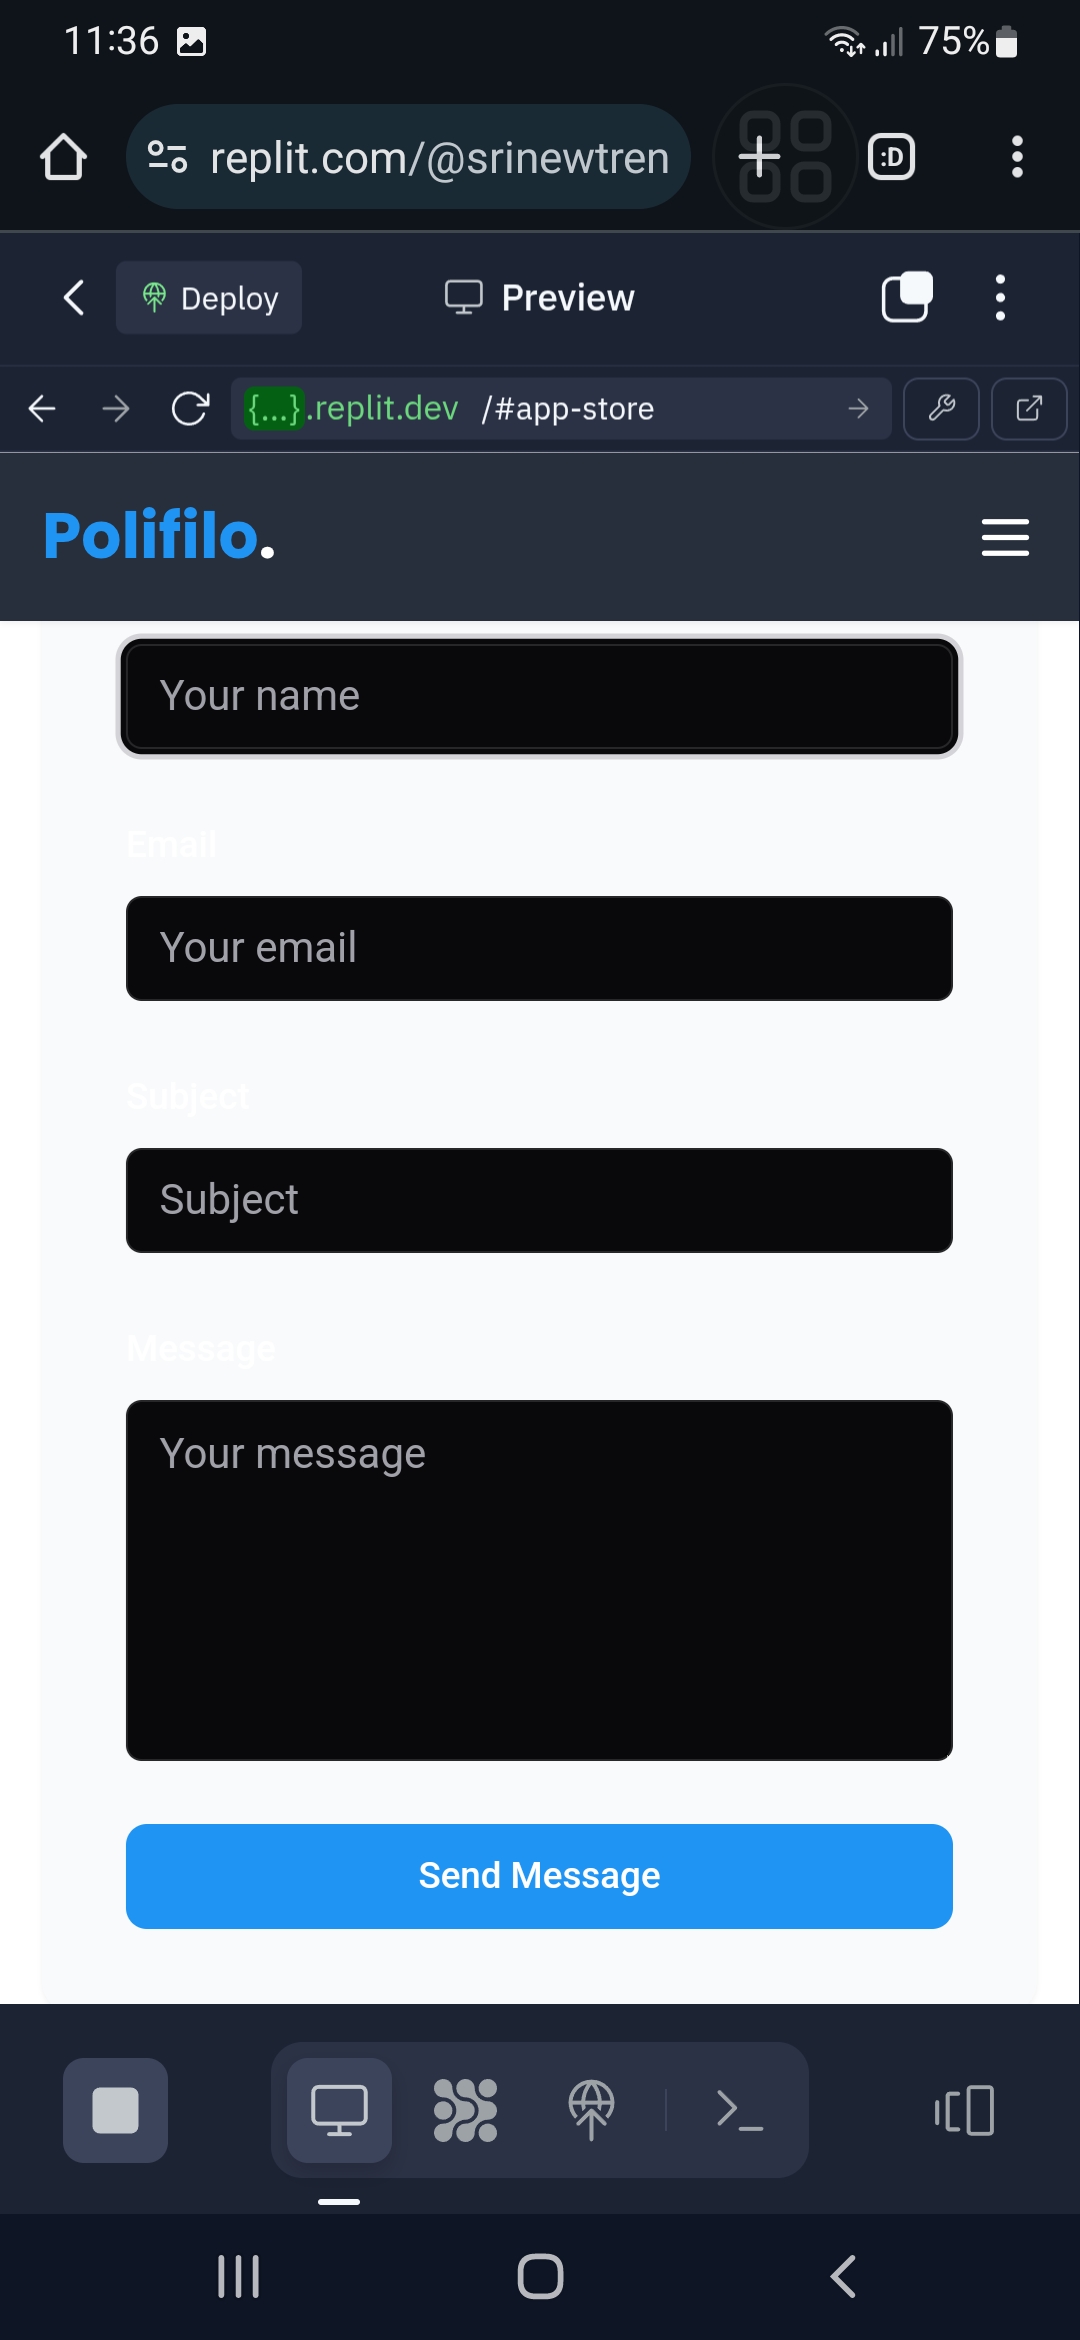 11:36
75%
replit.com/@srinewtren
:D
Deploy
Preview
{...}.replit.dev /#app-store
Polifilo.
Your name
Email
Your email
Subject
Subject
Message
Your message
Send Message